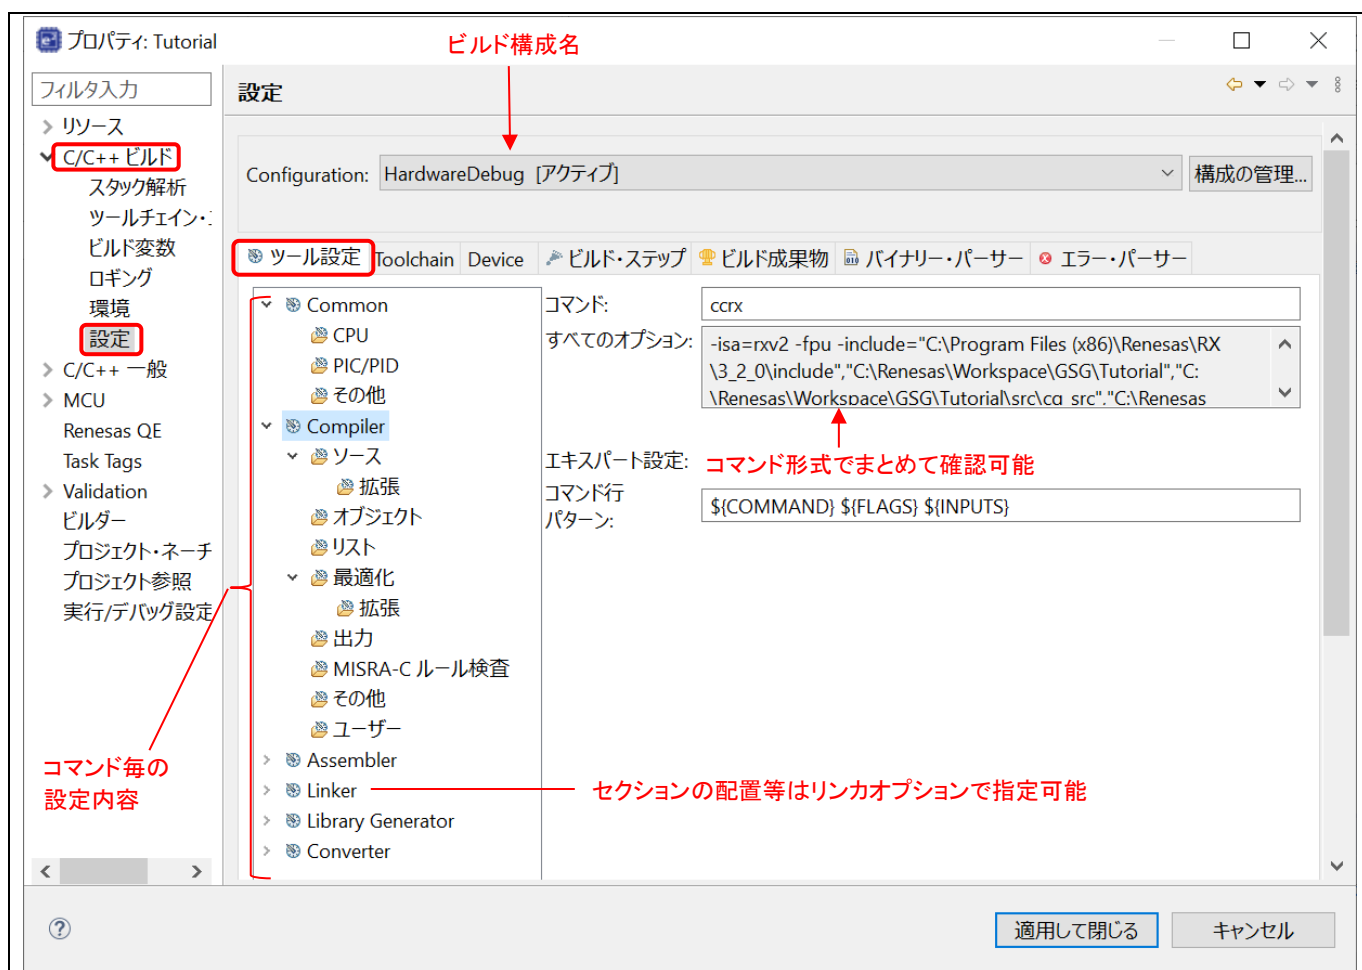 プロパティ: Tutorial
ビルド構成名
フィルタ入力
設定
リソース
C/C++ ビルド
スタック解析
ツールチェイン・
ビルド変数
ロギング
環境
設定
C/C++ 一般
MCU
Renesas QE
Task Tags
Validation
ビルダー
プロジェクト・ネーチ
プロジェクト参照
実行/デバッグ設定
Configuration:
HardwareDebug [アクティブ]
構成の管理...
ツール設定
Toolchain
Device
ビルド・ステップ
ビルド成果物
バイナリー・パーサー
エラー・パーサー
Common
CPU
PIC/PID
その他
Compiler
ソース
拡張
オブジェクト
リスト
最適化
拡張
出力
MISRA-C ルール検査
その他
ユーザー
Assembler
Linker
Library Generator
Converter
コマンド:
ccrx
すべてのオプション:
-isa=rxv2 -fpu -include="C:\Program Files (x86)\Renesas\RX
\3_2_0\include","C:\Renesas\Workspace\GSG\Tutorial","C:
\Renesas\Workspace\GSG\Tutorial\src\cg_src","C:\Renesas
エキスパート設定:
コマンド形式でまとめて確認可能
コマンド行
パターン:
${COMMAND} ${FLAGS} ${INPUTS}
コマンド毎の
設定内容
セクションの配置等はリンカオプションで指定可能
適用して閉じる
キャンセル